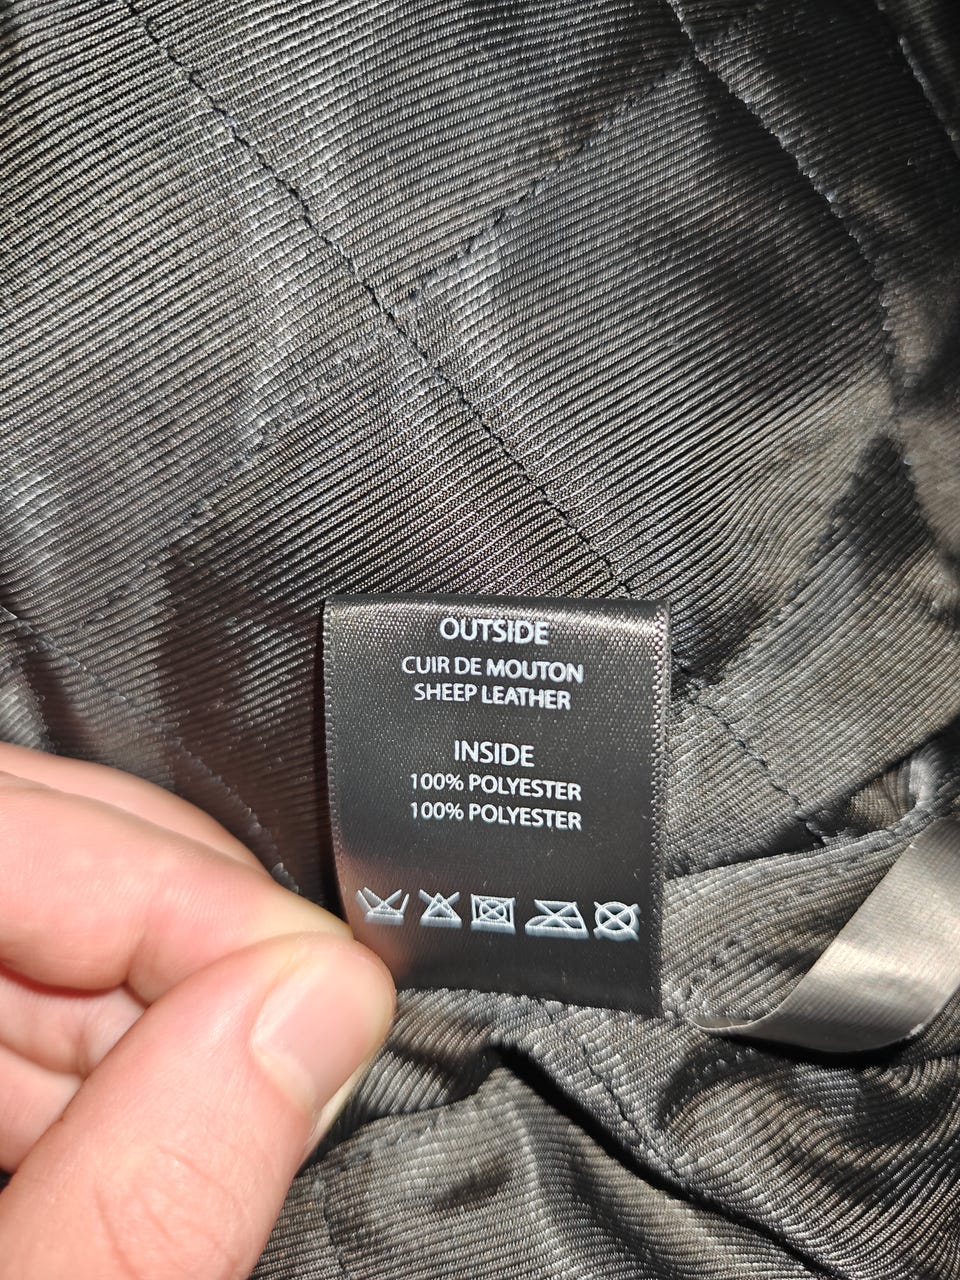 OUTSIDE
CUIR DE MOUTON
SHEEP LEATHER
INSIDE
100% POLYESTER
100% POLYESTER